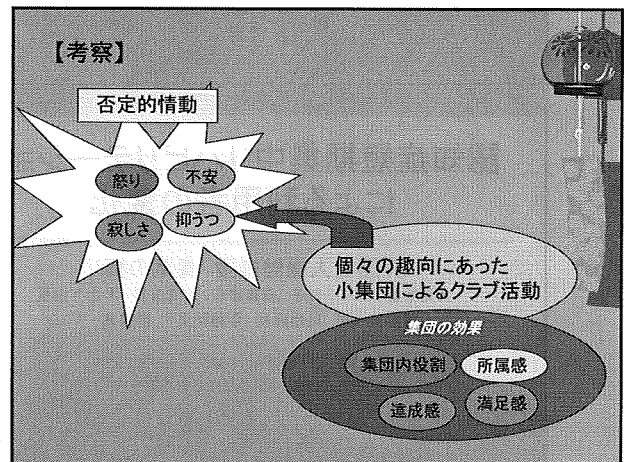 【考察】
否定的情動
怒り
不安
寂しさ
抑うつ
個々の趣向にあった
小集団によるクラブ活動
集団の効果
集団内役割
所属感
達成感
満足感